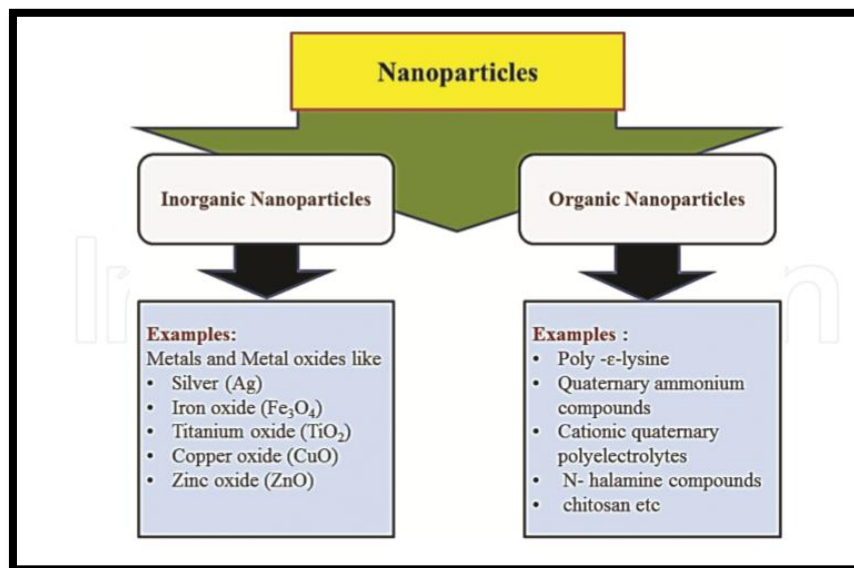 Nanoparticles
Inorganic Nanoparticles
Organic Nanoparticles
Examples:
Metals and Metal oxides like
• Silver (Ag)
• Iron oxide (Fe₃O₄)
• Titanium oxide (TiO₂)
• Copper oxide (CuO)
• Zinc oxide (ZnO)
Examples :
• Poly -ε-lysine
• Quaternary ammonium
compounds
• Cationic quaternary
polyelectrolytes
• N- halamine compounds
• chitosan etc